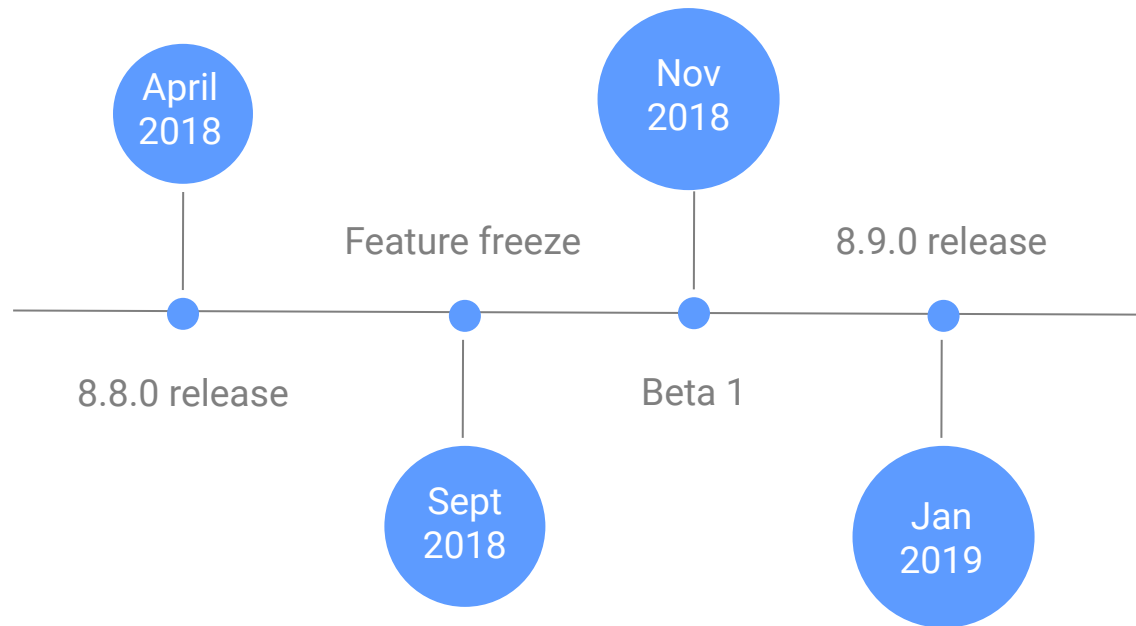 April
2018
Nov
2018
Feature freeze
8.9.0 release
8.8.0 release
Beta 1
Sept
2018
Jan
2019